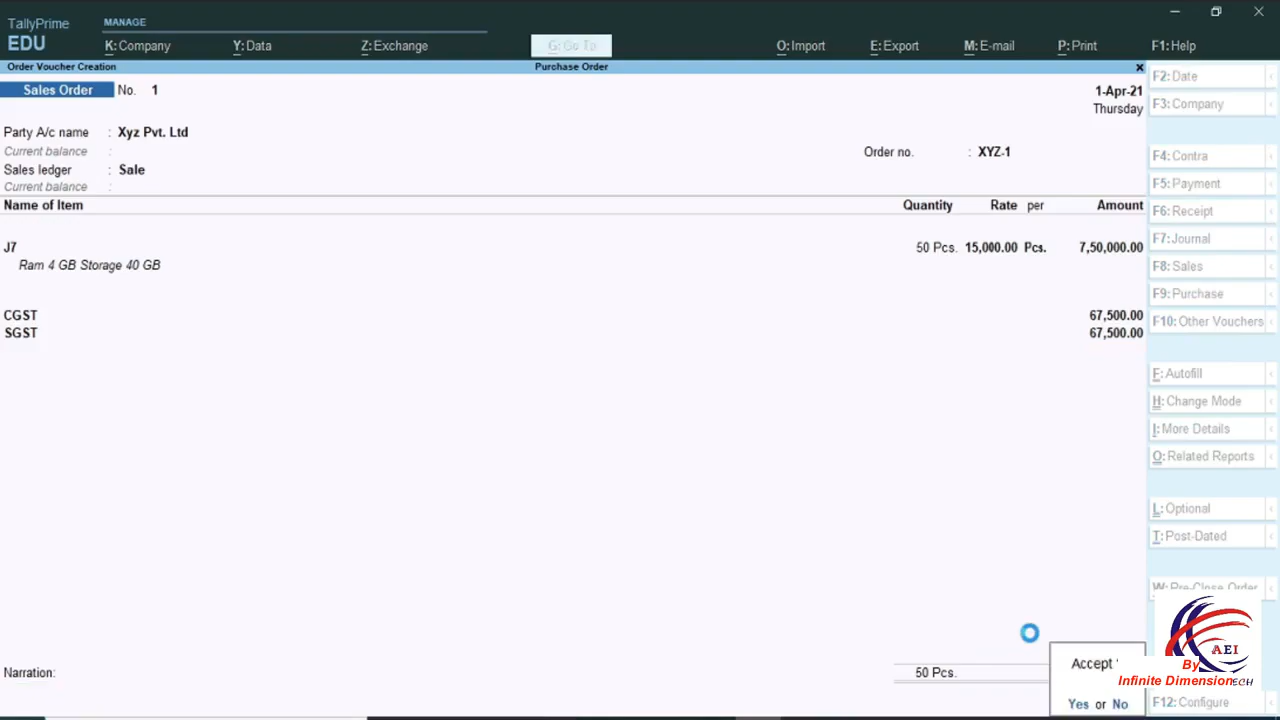 TallyPrime
EDU
MANAGE
K: Company
Y: Data
Z: Exchange
G: Go To
O: Import
E: Export
M: E-mail
P: Print
F1: Help
Order Voucher Creation
Purchase Order
x
Sales Order No. 1
1-Apr-21
Thursday
Party A/c name : Xyz Pvt. Ltd
Current balance :
Order no. : XYZ-1
Sales ledger : Sale
Current balance :
Name of Item Quantity Rate per Amount
J7 50 Pcs. 15,000.00 Pcs. 7,50,000.00
Ram 4 GB Storage 40 GB
CGST 67,500.00
SGST 67,500.00
Narration:
50 Pcs.
Accept
Yes or No
F2: Date
F3: Company
F4: Contra
F5: Payment
F6: Receipt
F7: Journal
F8: Sales
F9: Purchase
F10: Other Vouchers
F: Autofill
H: Change Mode
I: More Details
O: Related Reports
L: Optional
T: Post-Dated
W: Pre-Close Order
AEI
By
Infinite Dimension
ECH
F12: Configure